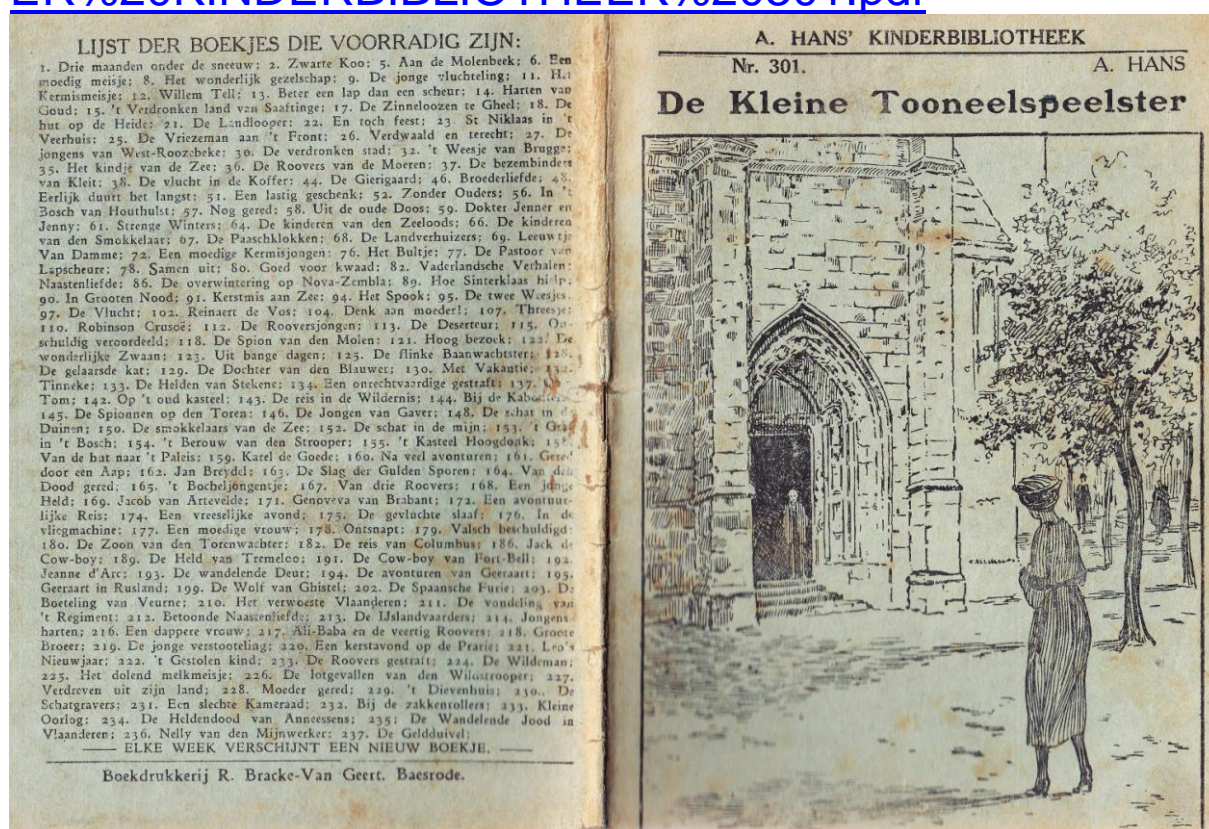 ER%20KINDERBIBLIOTHEEK%20301.pdf
LIJST DER BOEKJES DIE VOORRADIG ZIJN:
1. Drie maanden onder de sneeuw; 2. Zwarte Koo; 5. Aan de Molenbeek; 6. Een
moedig meisje; 8. Het wonderlijk gezelschap; 9. De jonge vluchteling; 11. Het
Kermismeisje; 12. Willem Tell; 13. Beter een lap dan een scheur; 14. Harten van
Goud; 15. 't Verdronken land van Saaftinge; 17. De Zinneloozen te Gheel; 18. De
hut op de Heide; 21. De Landlooper; 22. En toch feest; 23. St Niklaas in 't
Veerhuis; 25. De Vriezeman aan 't Front; 26. Verdwaald en terecht; 27. De
jongens van West-Roozebeke; 30. De verdronken stad; 32. 't Weesje van Brugge;
35. Het kindje van de Zee; 36. De Roovers van de Moeren; 37. De bezembinders
van Kleit; 38. De vlucht in de Koffer; 44. De Gierigaard; 46. Broederliefde; 48.
Eerlijk duurt het langst; 51. Een lastig geschenk; 52. Zonder Ouders; 56. In 't
Bosch van Houthulst; 57. Nog gered; 58. Uit de oude Doos; 59. Dokter Jenner en
Jenny; 61. Strenge Winters; 64. De kinderen van den Zeeloods; 66. De kinderen
van den Smokkelaar; 67. De Paaschklokken; 68. De Landverhuizers; 69. Leeuwtje
Van Damme; 72. Een moedige Kermisjongen; 76. Het Bultje; 77. De Pastoor van
Lapscheure; 78. Samen uit; 80. Goed voor kwaad; 82. Vaderlandsche Verhalen;
Naastenliefde; 86. De overwintering op Nova-Zembla; 89. Hoe Sinterklaas hielp;
90. In Grooten Nood; 91. Kerstmis aan Zee; 94. Het Spook; 95. De twee Weesjes.
97. De Vlucht; 102. Reinaert de Vos; 104. Denk aan moeder!; 107. Threesje;
110. Robinson Crusoë; 112. De Rooversjongen; 113. De Deserteur; 115. On-
schuldig veroordeeld; 118. De Spion van den Molen; 121. Hoog bezoek; 122. De
wonderlijke Zwaan; 123. Uit bange dagen; 125. De flinke Baanwachtster; 128.
De gelaarsde kat; 129. De Dochter van den Blauwer; 130. Met Vakantie; 132.
Tinneke; 133. De Helden van Stekene; 134. Een onrechtvaardige gestraft; 137.
Tom; 142. Op 't oud kasteel; 143. De reis in de Wildernis; 144. Bij de
145. De Spionnen op den Toren; 146. De Jongen van Gaver; 148. De schat in de
Duinen; 150. De smokkelaars van de Zee; 152. De schat in de mijn; 153. 't Graf
in 't Bosch; 154. 't Berouw van den Strooper; 155. 't Kasteel Hoogdonk; 158.
Van de hut naar 't Paleis; 159. Karel de Goede; 160. Na veel avonturen; 161. Gered
door een Aap; 162. Jan Breydel; 163. De Slag der Gulden Sporen; 164. Van den
Dood gered; 165. 't Bocheljongentje; 167. Van drie Roovers; 168. Een jonge
Held; 169. Jacob van Artevelde; 171. Genoveva van Brabant; 172. Een avontuur-
lijke Reis; 174. Een vreeselijke avond; 175. De gevluchte slaaf; 176. In de
vliegmachine; 177. Een moedige vrouw; 178. Ontsnapt; 179. Valsch beschuldigd;
180. De Zoon van den Torenwachter; 182. De reis van Columbus; 186. Jack de
Cow-boy; 189. De Held van Tremeloo; 191. De Cow-boy van Fort-Bell; 192.
Jeanne d'Arc; 193. De wandelende Deur; 194. De avonturen van Geeraart; 195.
Geeraart in Rusland; 199. De Wolf van Ghistel; 202. De Spaansche Furie; 203. De
Boeteling van Veurne; 210. Het verwoeste Vlaanderen; 211. De vondeling van
't Regiment; 212. Betoonde Naastenliefde; 213. De IJslandvaarders; 214. Jongens-
harten; 216. Een dappere vrouw; 217. Ali-Baba en de veertig Roovers; 218. Groote
Broer; 219. De jonge verstooteling; 220. Een kerstavond op de Prarie; 221. Leo's
Nieuwjaar; 222. 't Gestolen kind; 233. De Roovers gestraft; 224. De Wildeman;
225. Het dolend melkmeisje; 226. De lotgevallen van den Wildstrooper; 227.
Verdreven uit zijn land; 228. Moeder gered; 229. 't Dievenhuis; 230. De
Schatgravers; 231. Een slechte Kameraad; 232. Bij de zakkenrollers; 233. Kleine
Oorlog; 234. De Heldendood van Anneessens; 235; De Wandelende Jood in
Vlaanderen; 236. Nelly van den Mijnwerker; 237. De Geldduivel;
—— ELKE WEEK VERSCHIJNT EEN NIEUW BOEKJE. ——
Boekdrukkerij R. Bracke-Van Geert. Baesrode.
A. HANS' KINDERBIBLIOTHEEK
Nr. 301. A. HANS
De Kleine Tooneelspeelster